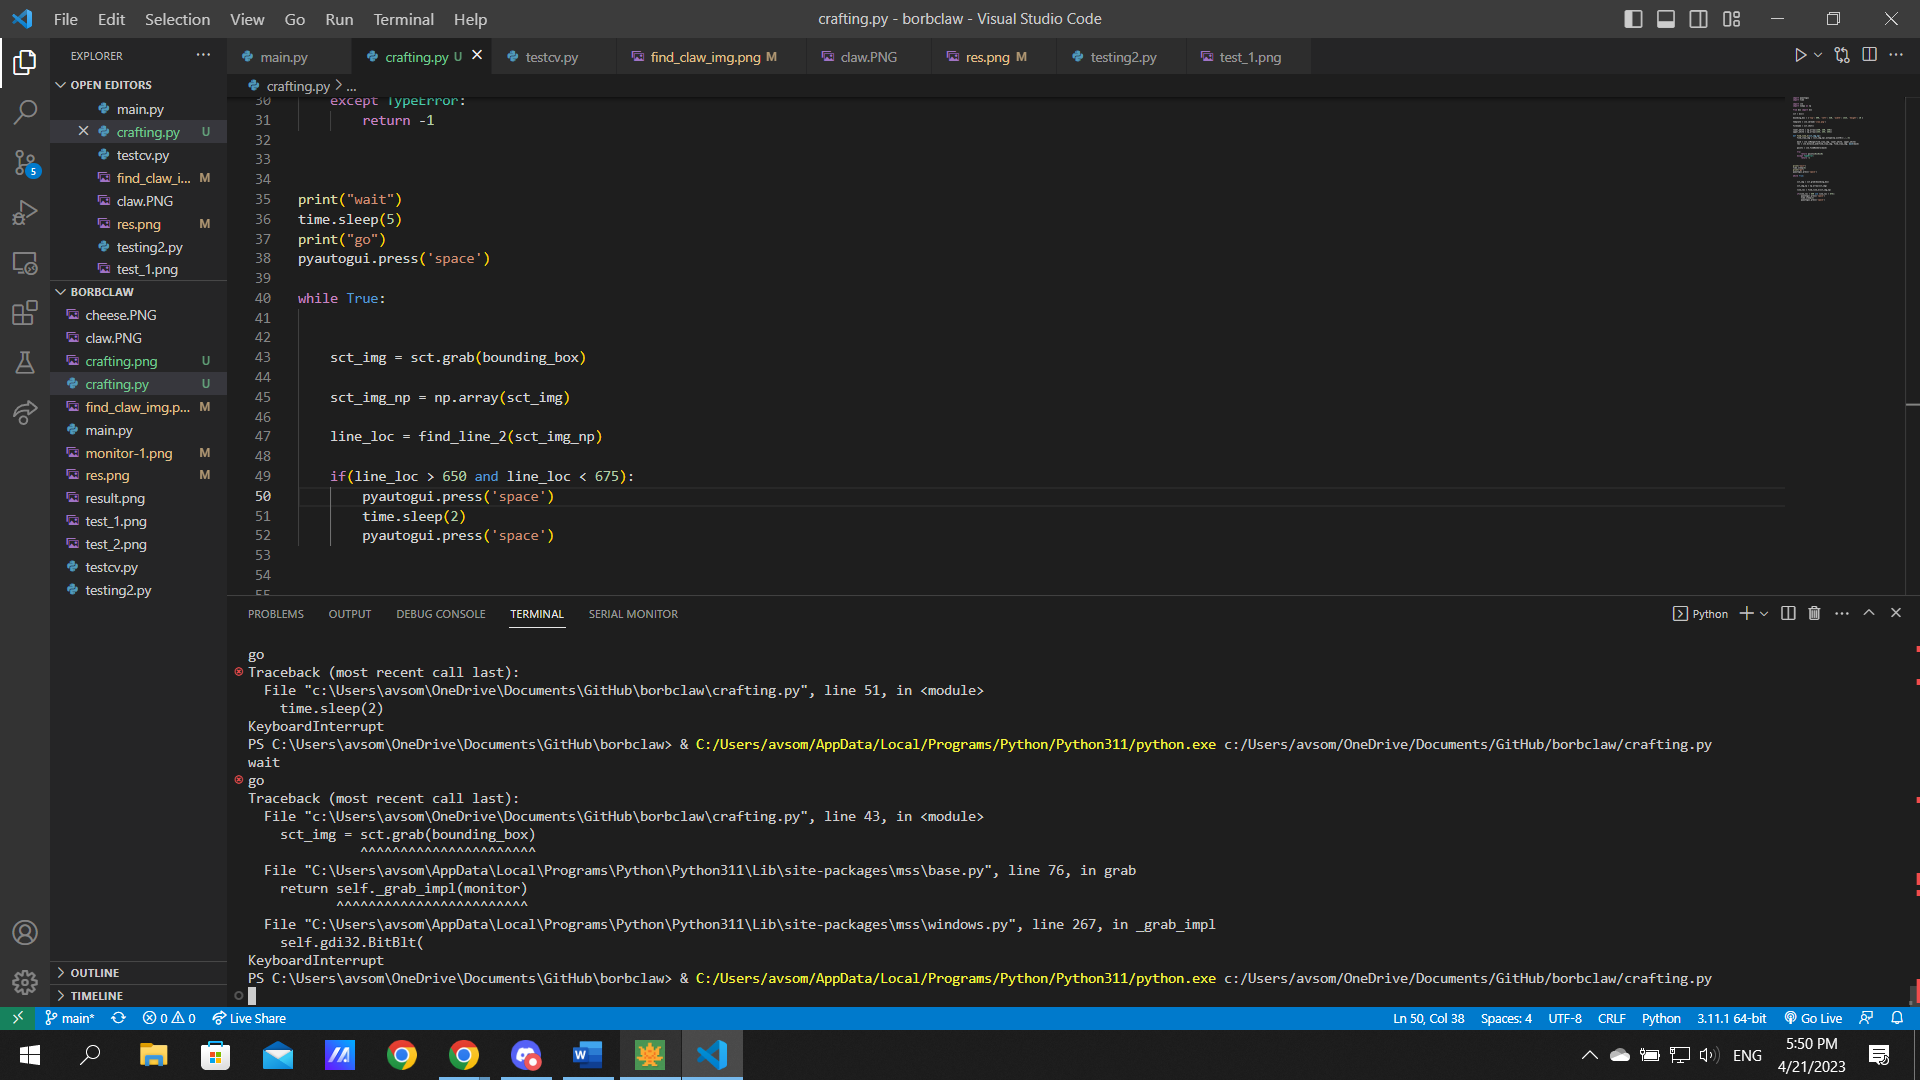 File Edit Selection View Go Run Terminal Help
crafting.py - borbclaw - Visual Studio Code
EXPLORER
main.py
crafting.py U
testcv.py
find_claw_img.png M
claw.PNG
res.png M
testing2.py
test_1.png
crafting.py > ...
OPEN EDITORS
main.py
crafting.py U
testcv.py
find_claw_i... M
claw.PNG
res.png M
testing2.py
test_1.png
BORBCLAW
cheese.PNG
claw.PNG
crafting.png U
crafting.py U
find_claw_img.p... M
main.py
monitor-1.png M
res.png M
result.png
test_1.png
test_2.png
testcv.py
testing2.py
OUTLINE
TIMELINE
5
30 except TypeError:
31 return -1
32
33
34
35 print("wait")
36 time.sleep(5)
37 print("go")
38 pyautogui.press('space')
39
40 while True:
41
42
43 sct_img = sct.grab(bounding_box)
44
45 sct_img_np = np.array(sct_img)
46
47 line_loc = find_line_2(sct_img_np)
48
49 if(line_loc > 650 and line_loc < 675):
50 pyautogui.press('space')
51 time.sleep(2)
52 pyautogui.press('space')
53
54
55
PROBLEMS OUTPUT DEBUG CONSOLE TERMINAL SERIAL MONITOR
Python
go
Traceback (most recent call last):
File "c:\Users\avsom\OneDrive\Documents\GitHub\borbclaw\crafting.py", line 51, in <module>
time.sleep(2)
KeyboardInterrupt
PS C:\Users\avsom\OneDrive\Documents\GitHub\borbclaw> & C:/Users/avsom/AppData/Local/Programs/Python/Python311/python.exe c:/Users/avsom/OneDrive/Documents/GitHub/borbclaw/crafting.py
wait
go
Traceback (most recent call last):
File "c:\Users\avsom\OneDrive\Documents\GitHub\borbclaw\crafting.py", line 43, in <module>
sct_img = sct.grab(bounding_box)
^^^^^^^^^^^^^^^^^^^^^^
File "C:\Users\avsom\AppData\Local\Programs\Python\Python311\Lib\site-packages\mss\base.py", line 76, in grab
return self._grab_impl(monitor)
^^^^^^^^^^^^^^^^^^^^^^^^
File "C:\Users\avsom\AppData\Local\Programs\Python\Python311\Lib\site-packages\mss\windows.py", line 267, in _grab_impl
self.gdi32.BitBlt(
KeyboardInterrupt
PS C:\Users\avsom\OneDrive\Documents\GitHub\borbclaw> & C:/Users/avsom/AppData/Local/Programs/Python/Python311/python.exe c:/Users/avsom/OneDrive/Documents/GitHub/borbclaw/crafting.py
main* 0 0 Live Share
Ln 50, Col 38 Spaces: 4 UTF-8 CRLF Python 3.11.1 64-bit Go Live
ENG
5:50 PM
4/21/2023